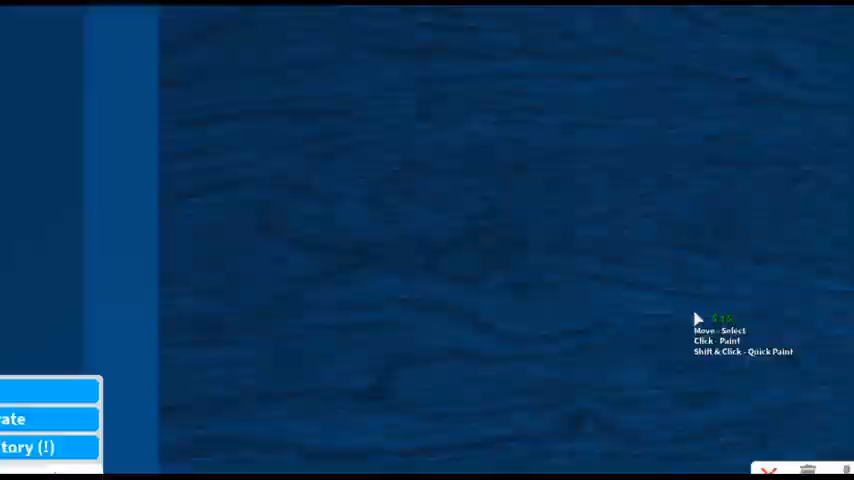 Move - Select
Click - Paint
Shift & Click - Quick Paint
rate
tory (!)